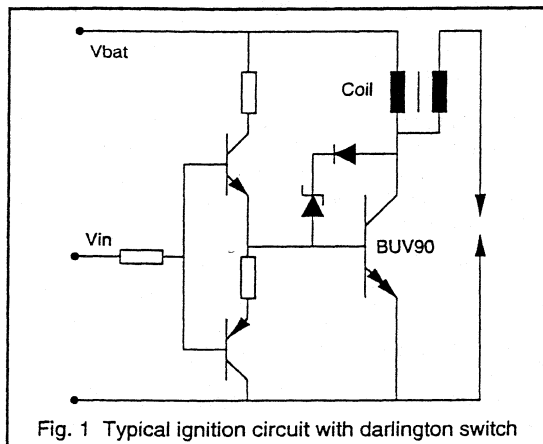 Vbat
Coil
Vin
BUV90
Fig. 1 Typical ignition circuit with darlington switch